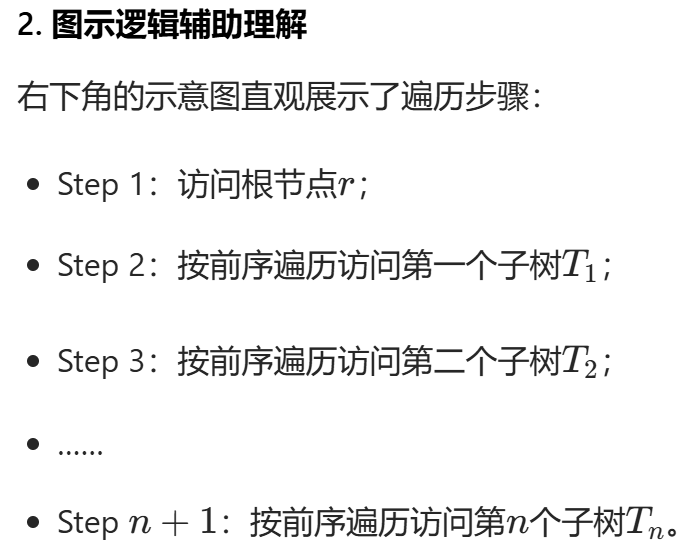 2. 图示逻辑辅助理解
右下角的示意图直观展示了遍历步骤：
• Step 1：访问根节点r；
• Step 2：按前序遍历访问第一个子树T₁；
• Step 3：按前序遍历访问第二个子树T₂；
• ......
• Step n + 1：按前序遍历访问第n个子树Tₙ。